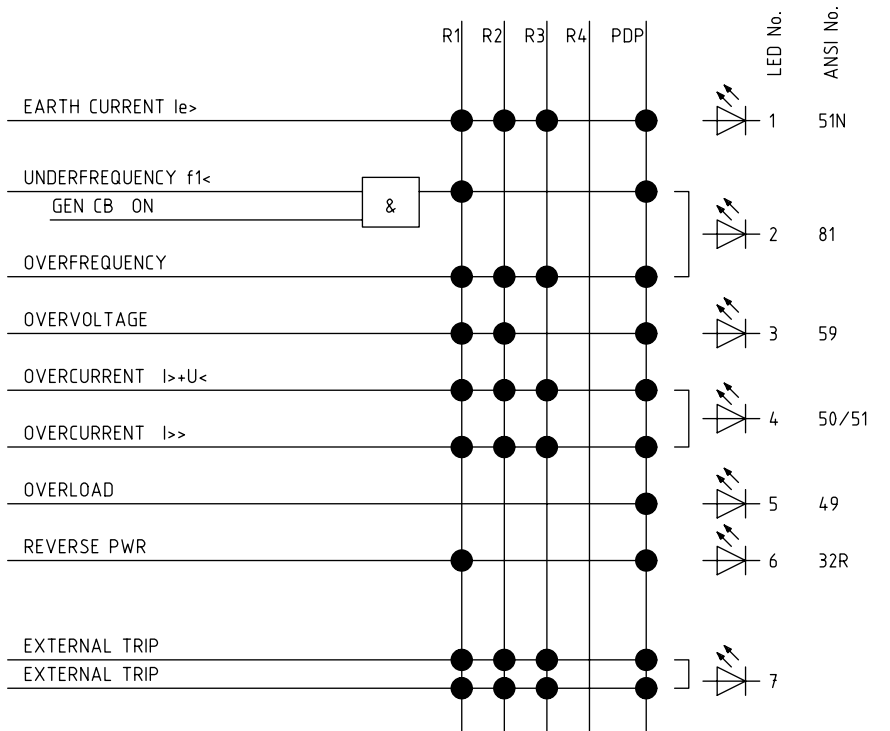 R1 R2 R3 R4 PDP LED No. ANSI No.
EARTH CURRENT Ie>
1 51N
UNDERFREQUENCY f1<
GEN CB ON &
2 81
OVERFREQUENCY
OVERVOLTAGE
3 59
OVERCURRENT I>+U<
4 50/51
OVERCURRENT I>>
OVERLOAD
5 49
REVERSE PWR
6 32R
EXTERNAL TRIP
EXTERNAL TRIP
7